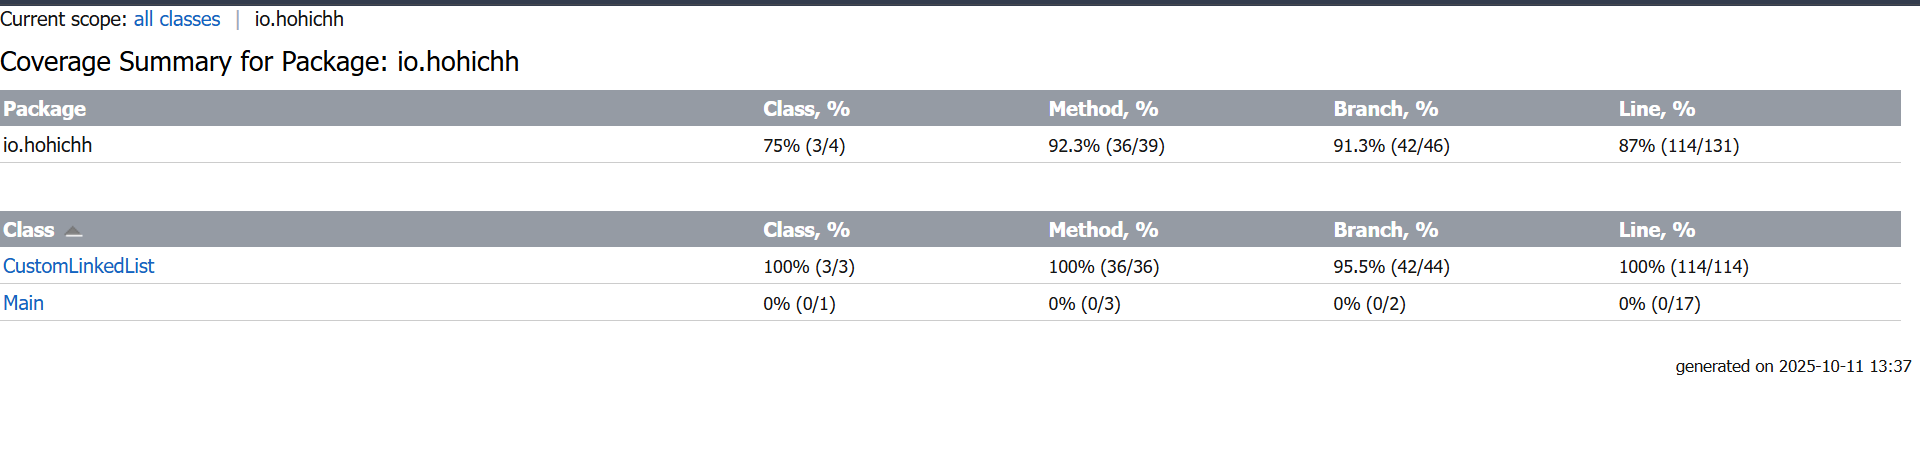 Current scope: all classes | io.hohichh
Coverage Summary for Package: io.hohichh
Package Class, % Method, % Branch, % Line, %
io.hohichh 75% (3/4) 92.3% (36/39) 91.3% (42/46) 87% (114/131)
Class Class, % Method, % Branch, % Line, %
CustomLinkedList 100% (3/3) 100% (36/36) 95.5% (42/44) 100% (114/114)
Main 0% (0/1) 0% (0/3) 0% (0/2) 0% (0/17)
generated on 2025-10-11 13:37